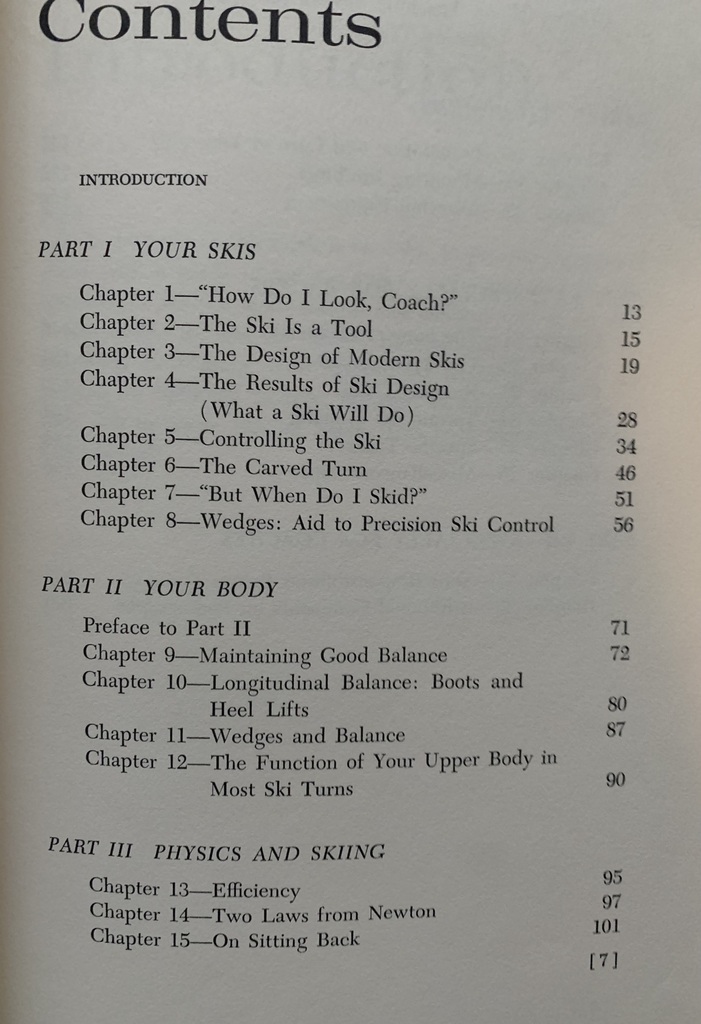 Contents
INTRODUCTION
PART I YOUR SKIS
Chapter 1—“How Do I Look, Coach?” 13
Chapter 2—The Ski Is a Tool 15
Chapter 3—The Design of Modern Skis 19
Chapter 4—The Results of Ski Design
(What a Ski Will Do) 28
Chapter 5—Controlling the Ski 34
Chapter 6—The Carved Turn 46
Chapter 7—“But When Do I Skid?” 51
Chapter 8—Wedges: Aid to Precision Ski Control 56
PART II YOUR BODY
Preface to Part II 71
Chapter 9—Maintaining Good Balance 72
Chapter 10—Longitudinal Balance: Boots and
Heel Lifts 80
Chapter 11—Wedges and Balance 87
Chapter 12—The Function of Your Upper Body in
Most Ski Turns 90
PART III PHYSICS AND SKIING
Chapter 13—Efficiency 95
Chapter 14—Two Laws from Newton 97
Chapter 15—On Sitting Back 101
[7]